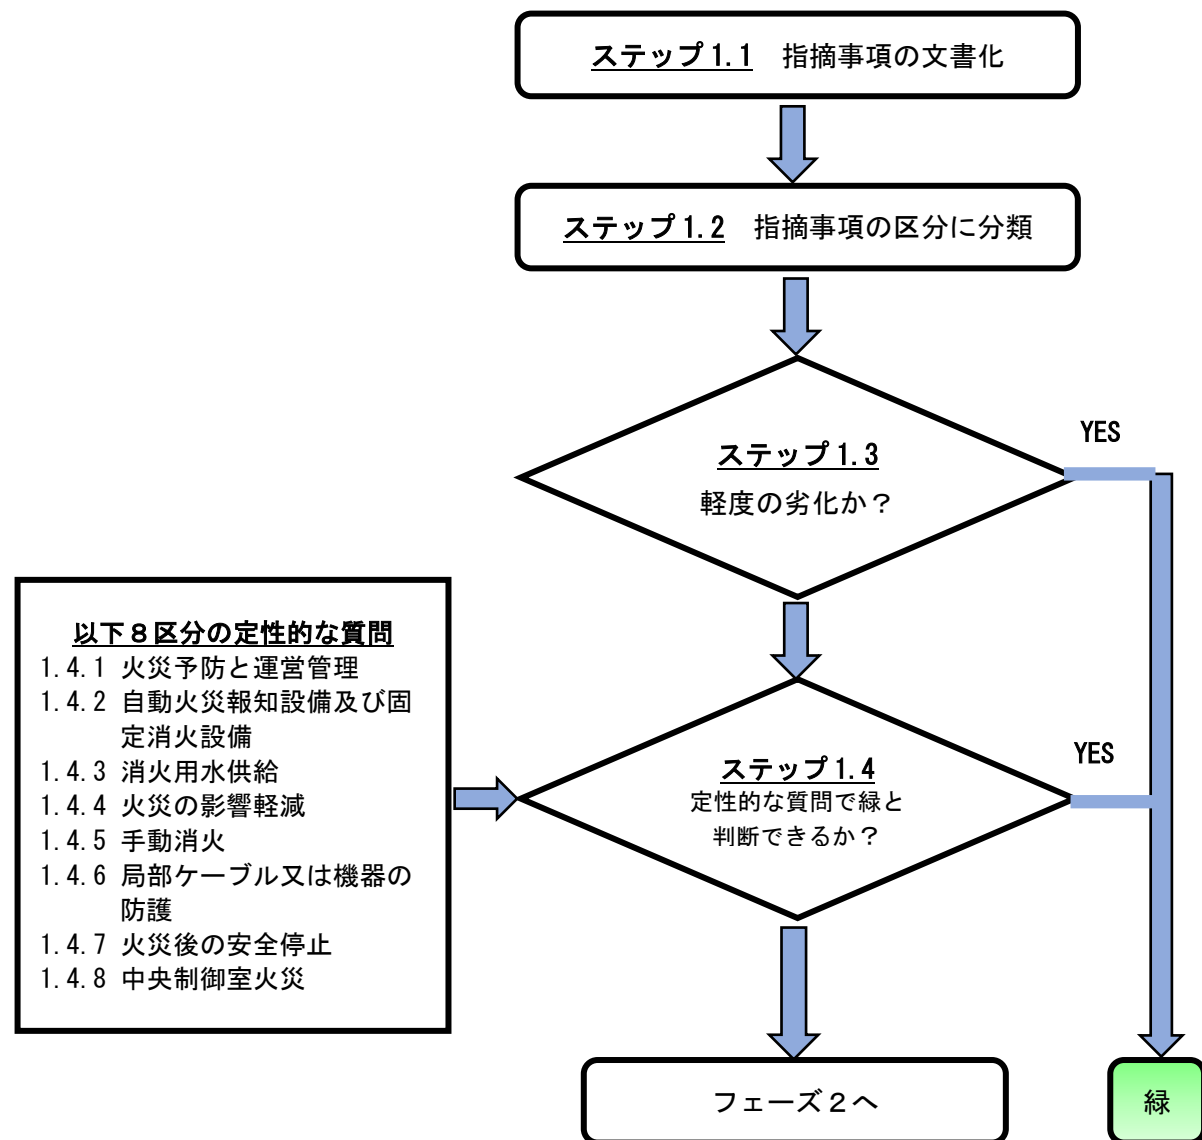 ステップ1.1 指摘事項の文書化
ステップ1.2 指摘事項の区分に分類
ステップ1.3
軽度の劣化か？
YES
以下８区分の定性的な質問
1.4.1 火災予防と運営管理
1.4.2 自動火災報知設備及び固
定消火設備
1.4.3 消火用水供給
1.4.4 火災の影響軽減
1.4.5 手動消火
1.4.6 局部ケーブル又は機器の
防護
1.4.7 火災後の安全停止
1.4.8 中央制御室火災
ステップ1.4
定性的な質問で緑と
判断できるか？
YES
フェーズ２へ
緑